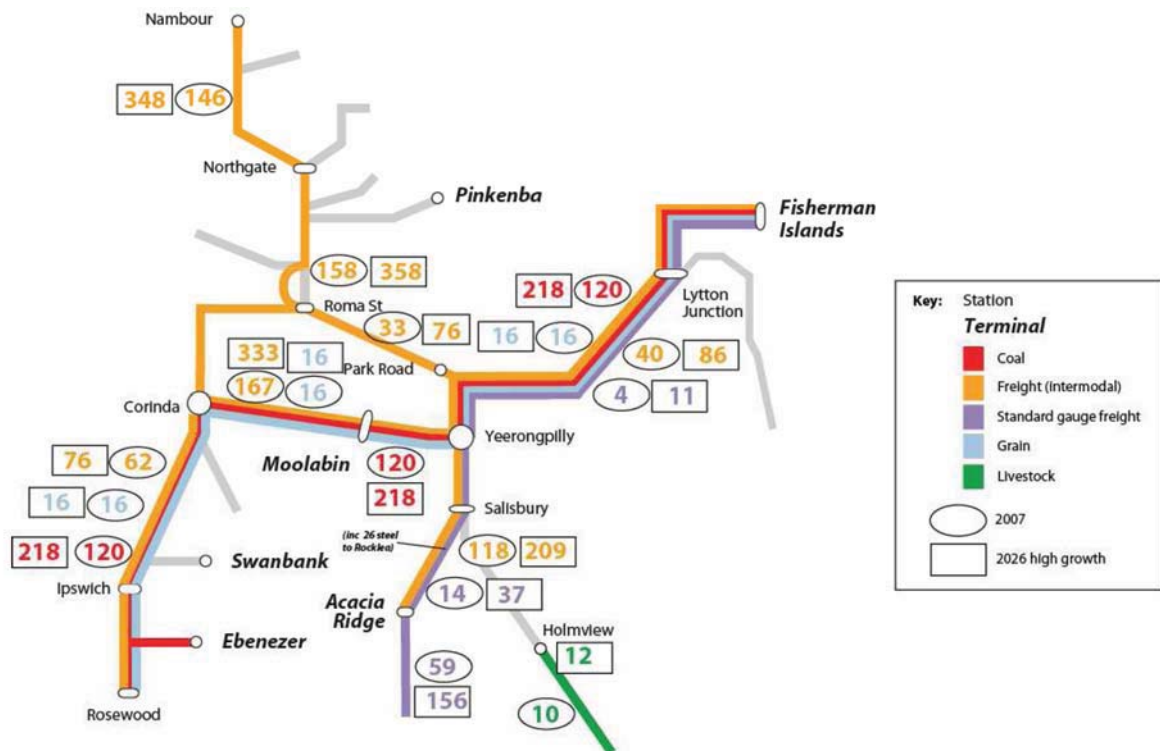 Nambour
348 146
Northgate
Pinkenba
Fisherman
Islands
158 358
218 120
Lytton
Junction
Roma St
33 76
16 16
333 16
Park Road
40 86
167 16
4 11
Corinda
Yeerongpilly
Moolabin
120
76 62
218
16 16
Salisbury
(inc 26 steel
to Rocklea)
118 209
218 120
Swanbank
Ipswich
14 37
Acacia
Ridge
Holmview
Ebenezer
12
59
156
10
Rosewood
Key: Station
Terminal
Coal
Freight (intermodal)
Standard gauge freight
Grain
Livestock
2007
2026 high growth